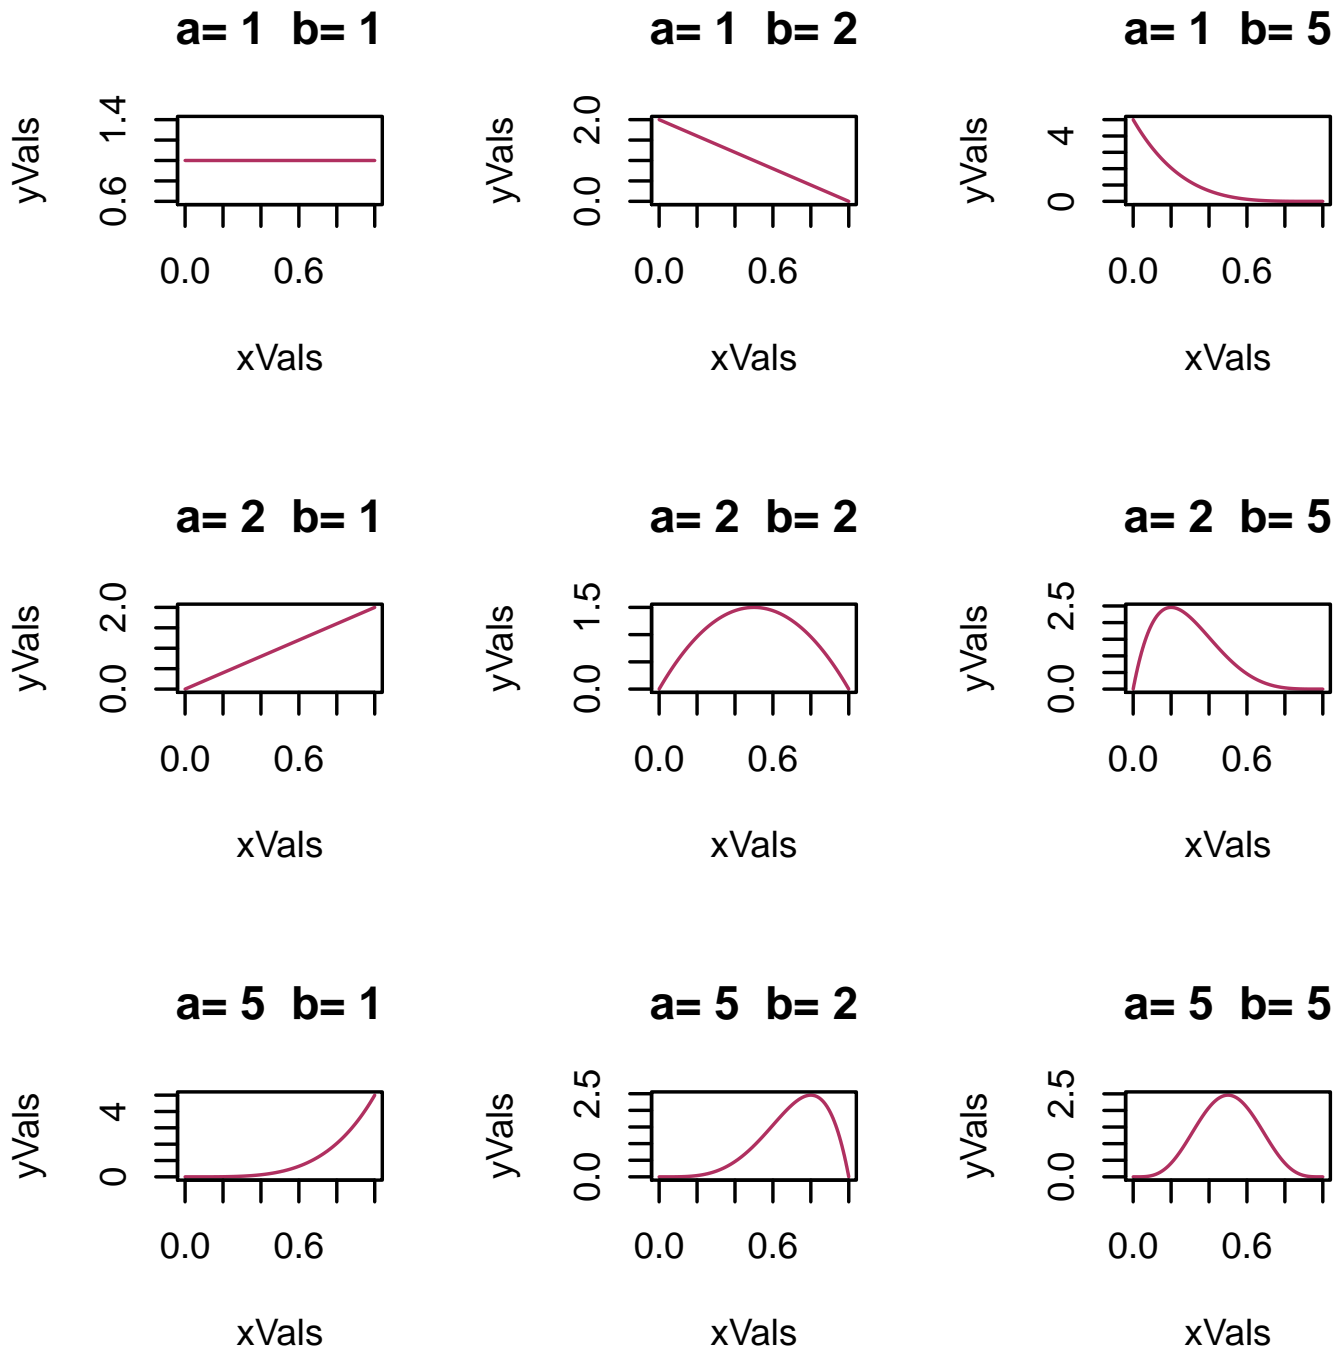 a= 1  b= 1
yVals
0.6 1.4
0.0 0.6
xVals
a= 1  b= 2
yVals
0.0 2.0
0.0 0.6
xVals
a= 1  b= 5
yVals
0 4
0.0 0.6
xVals
a= 2  b= 1
yVals
0.0 2.0
0.0 0.6
xVals
a= 2  b= 2
yVals
0.0 1.5
0.0 0.6
xVals
a= 2  b= 5
yVals
0.0 2.5
0.0 0.6
xVals
a= 5  b= 1
yVals
0 4
0.0 0.6
xVals
a= 5  b= 2
yVals
0.0 2.5
0.0 0.6
xVals
a= 5  b= 5
yVals
0.0 2.5
0.0 0.6
xVals